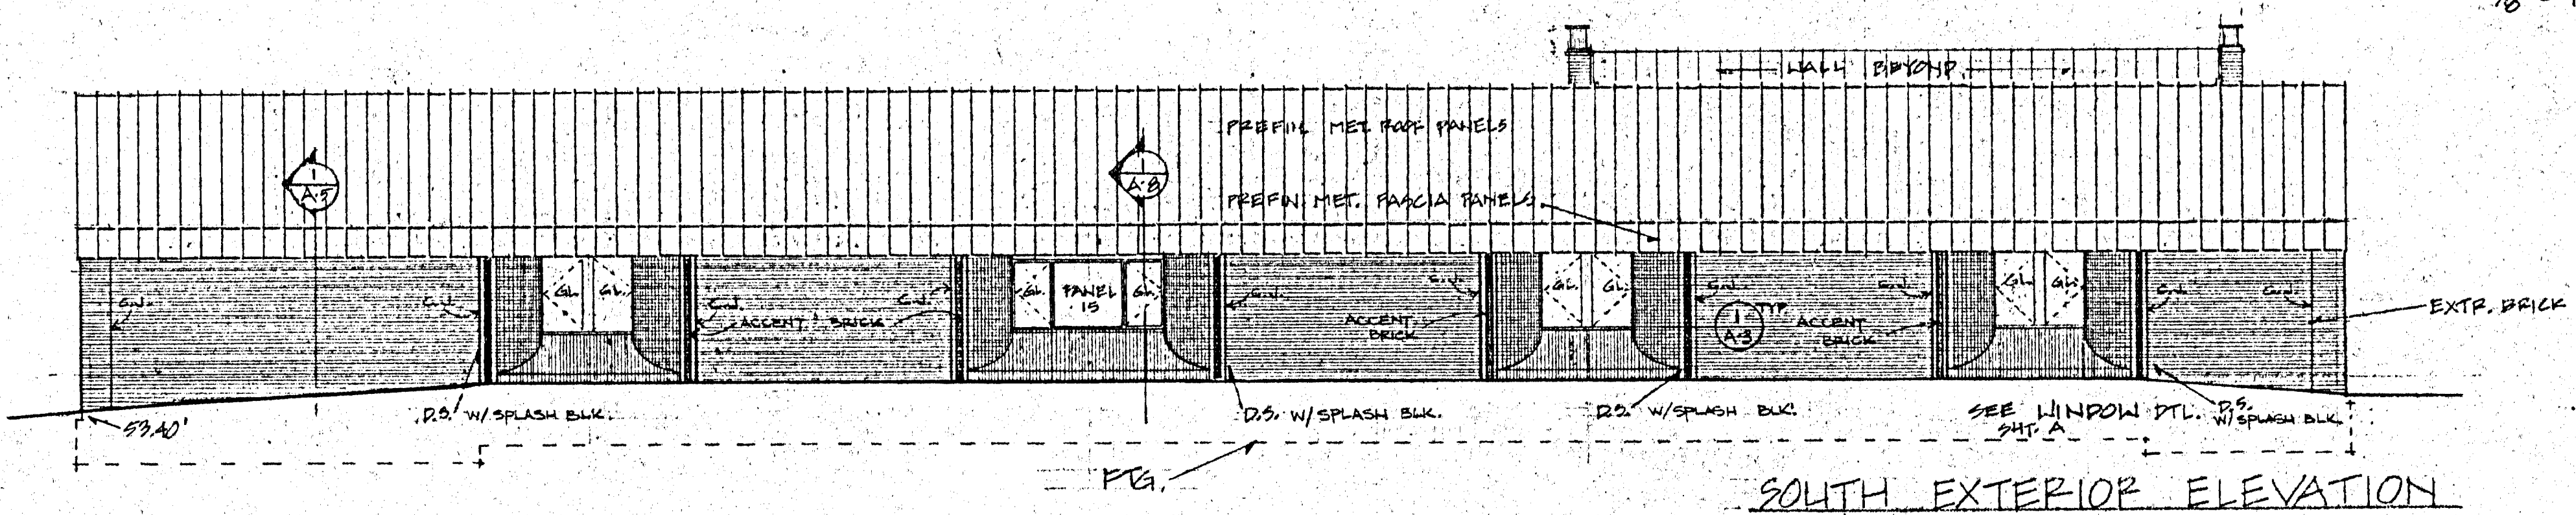 WALL BEYOND
PREFIN. MET. ROOF PANELS
1
A-5
1
A-8
PREFIN. MET. FASCIA PANELS
GL. GL.
GL. PANEL GL.
15
GL. GL.
GL. GL.
C.J. C.J. C.J. C.J. C.J. C.J. C.J. C.J. C.J. C.J.
ACCENT BRICK
ACCENT
BRICK
1 TYP
A-3
ACCENT
BRICK
EXTR. BRICK
53.40'
D.S. W/SPLASH BLK.
D.S. W/SPLASH BLK.
D.S. W/SPLASH BLK.
SEE WINDOW DTL.
SHT. A
D.S.
W/SPLASH BLK.
FTG.
SOUTH EXTERIOR ELEVATION